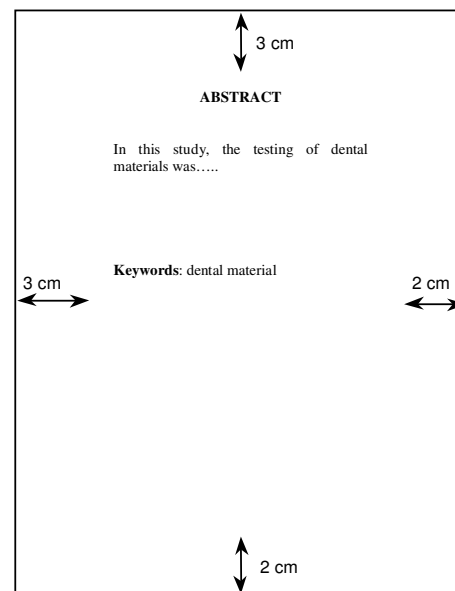 3 cm
ABSTRACT
In this study, the testing of dental
materials was…..
Keywords: dental material
3 cm
2 cm
2 cm